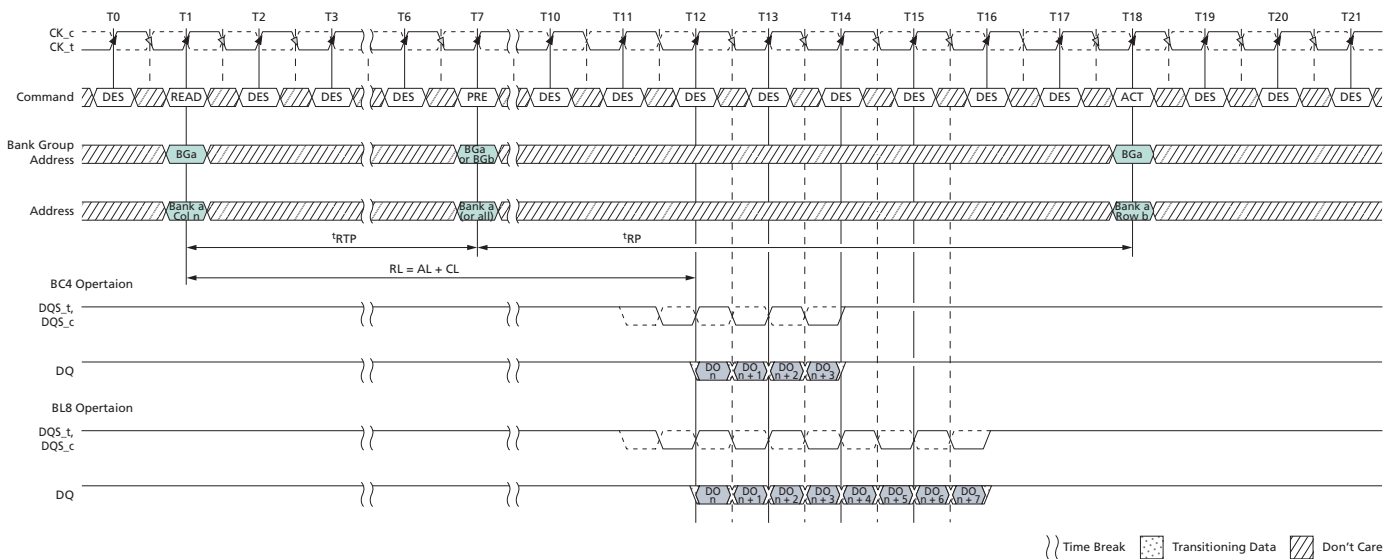 T0 T1 T2 T3 T6 T7 T10 T11 T12 T13 T14 T15 T16 T17 T18 T19 T20 T21
CK_c
CK_t
Command DES READ DES DES DES PRE DES DES DES DES DES DES DES DES ACT DES DES DES
Bank Group
Address
BGa
BGa
or BGb
BGa
Address
Bank a
Col n
Bank a
(or all)
Bank a
Row b
tRTP
tRP
RL = AL + CL
BC4 Opertaion
DQS_t,
DQS_c
DQ
DO
n
DO
n + 1
DO
n + 2
DO
n + 3
BL8 Opertaion
DQS_t,
DQS_c
DQ
DO
n
DO
n + 1
DO
n + 2
DO
n + 3
DO
n + 4
DO
n + 5
DO
n + 6
DO
n + 7
Time Break Transitioning Data Don't Care